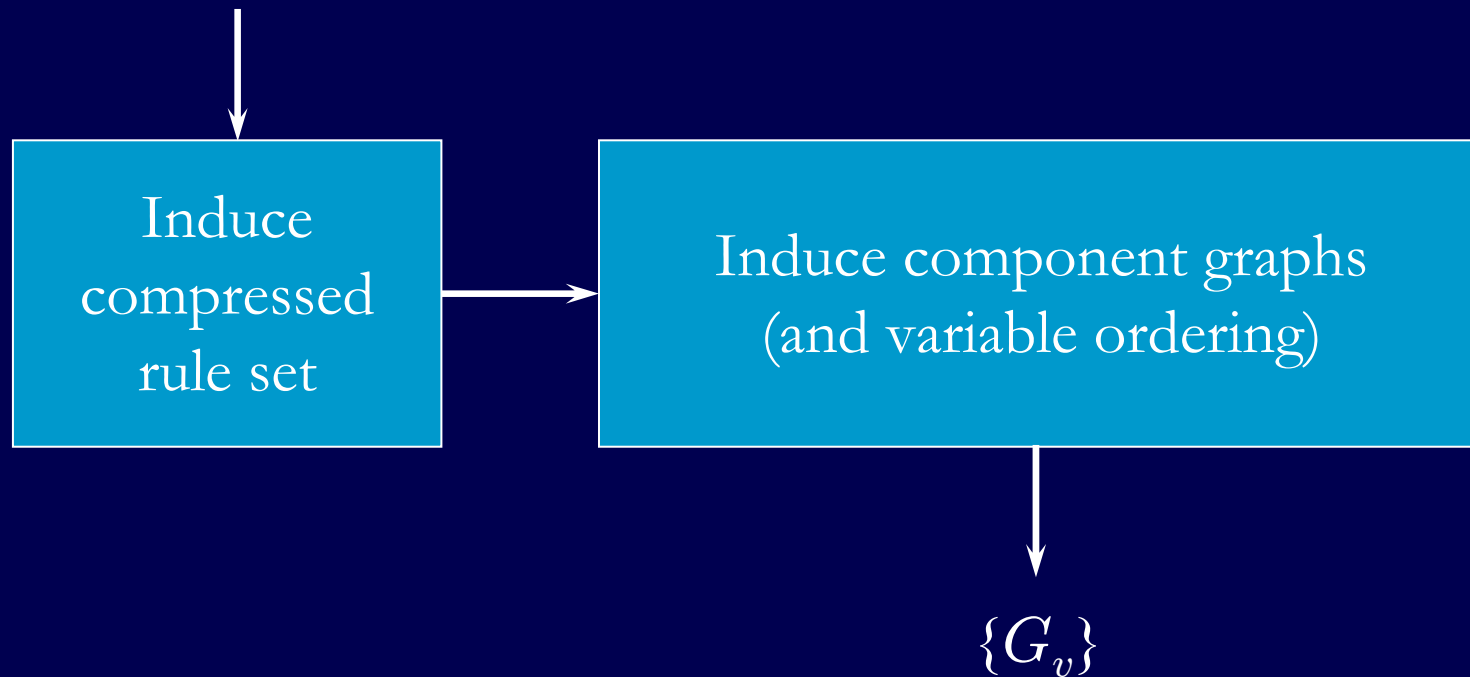 Induce
compressed
rule set
Induce component graphs
(and variable ordering)
{G_v}